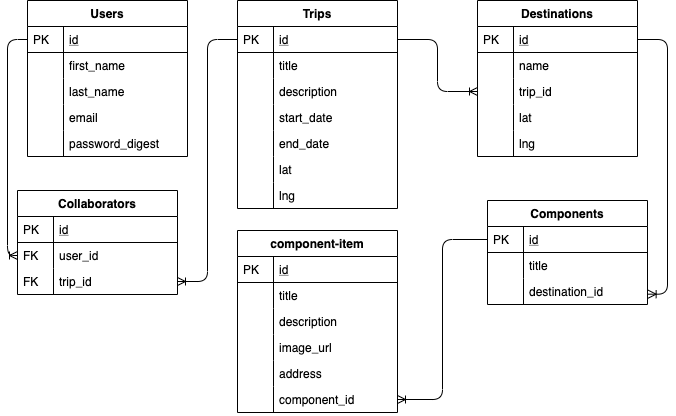 Users
PK id
first_name
last_name
email
password_digest
Trips
PK id
title
description
start_date
end_date
lat
lng
Destinations
PK id
name
trip_id
lat
lng
Collaborators
PK id
FK user_id
FK trip_id
component-item
PK id
title
description
image_url
address
component_id
Components
PK id
title
destination_id